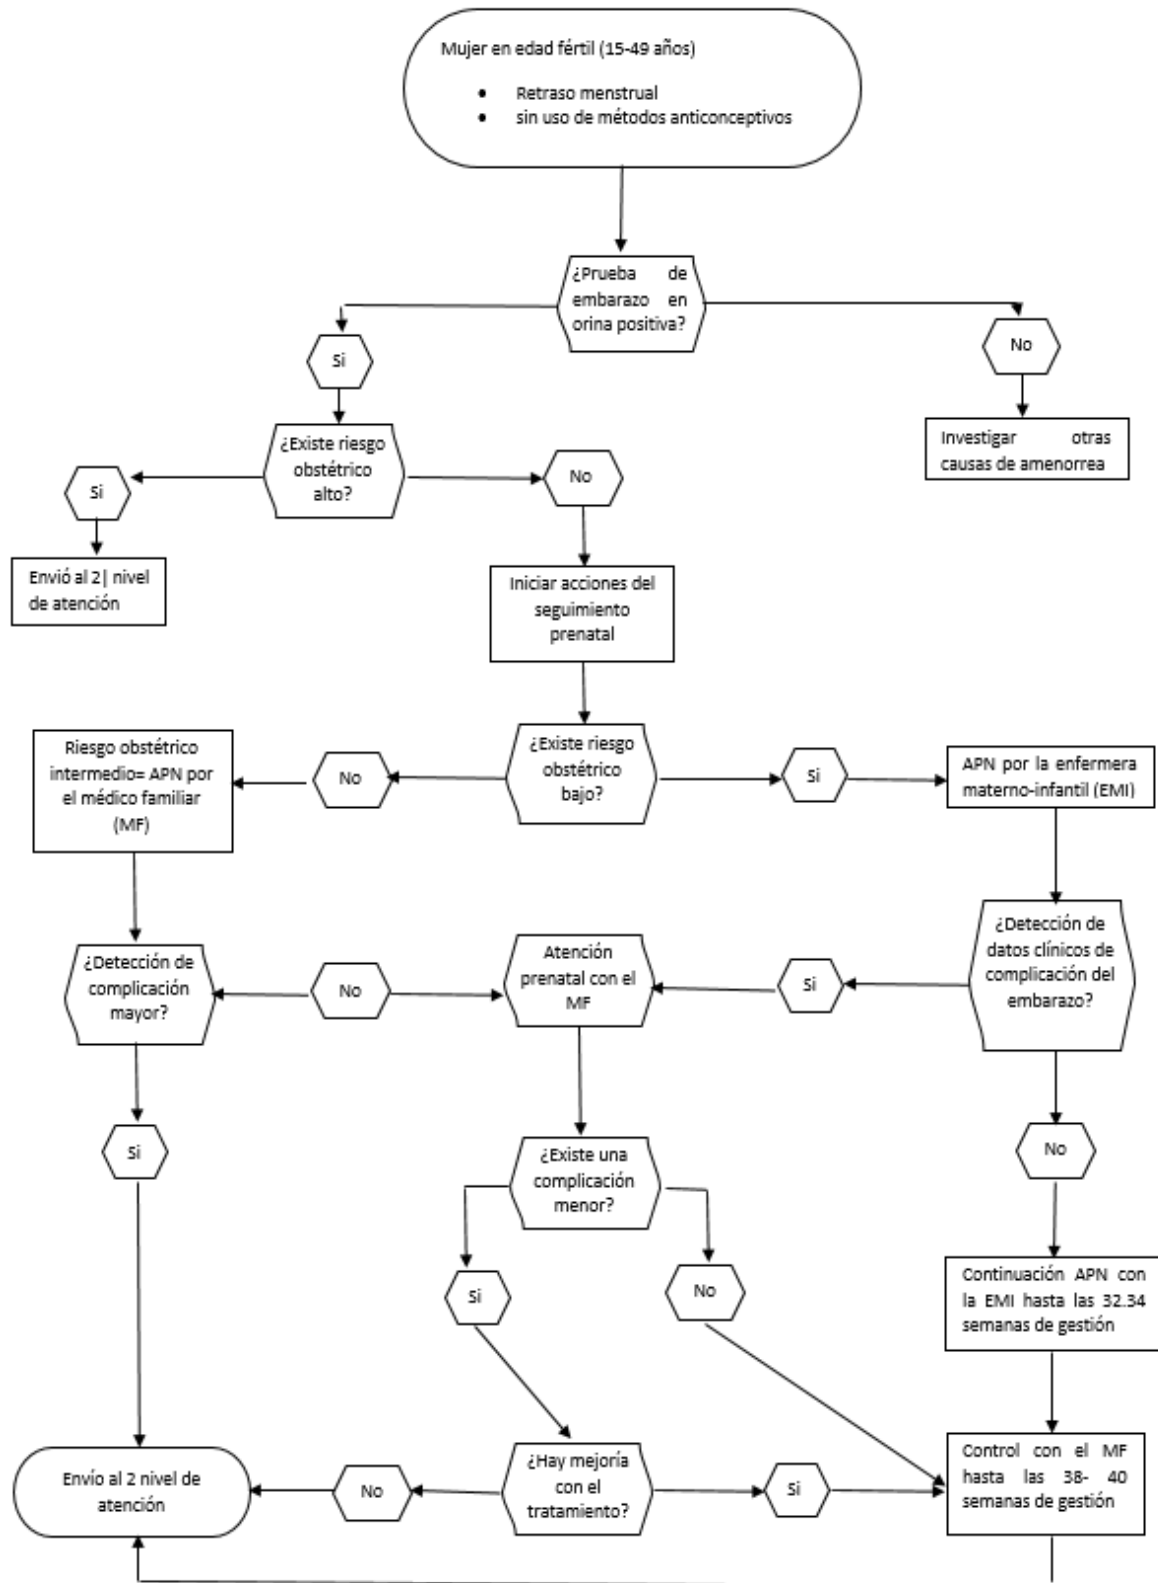 Mujer en edad fértil (15-49 años)
• Retraso menstrual
• sin uso de métodos anticonceptivos
¿Prueba de
embarazo en
orina positiva?
Si
No
¿Existe riesgo
obstétrico
alto?
Investigar otras
causas de amenorrea
Si
No
Envió al 2| nivel
de atención
Iniciar acciones del
seguimiento
prenatal
Riesgo obstétrico
intermedio= APN por
el médico familiar
(MF)
No
¿Existe riesgo
obstétrico
bajo?
Si
APN por la enfermera
materno-infantil (EMI)
¿Detección de
complicación
mayor?
No
Atención
prenatal con el
MF
Si
¿Detección de
datos clínicos de
complicación del
embarazo?
Si
¿Existe una
complicación
menor?
No
Si
No
Continuación APN con
la EMI hasta las 32.34
semanas de gestión
Envío al 2 nivel de
atención
No
¿Hay mejoría
con el
tratamiento?
Si
Control con el MF
hasta las 38- 40
semanas de gestión